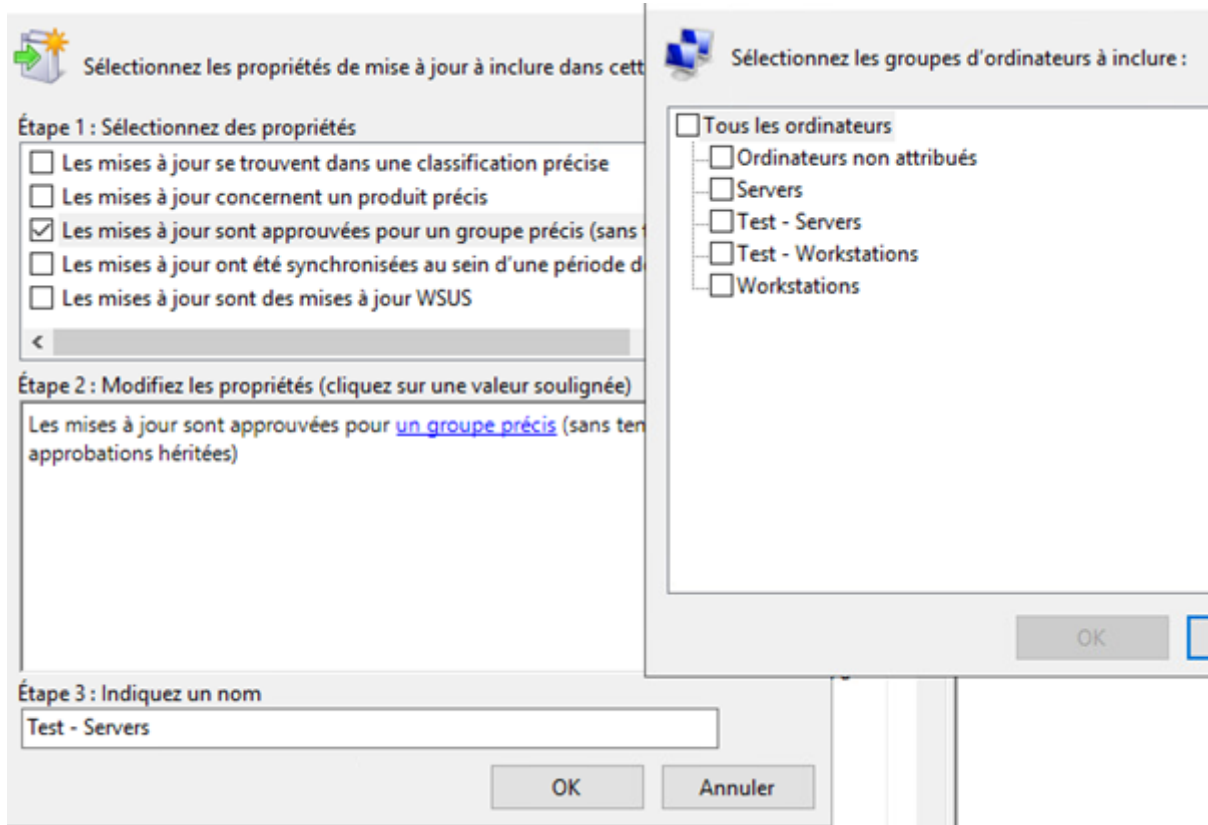 Sélectionnez les propriétés de mise à jour à inclure dans cett
Étape 1 : Sélectionnez des propriétés
Les mises à jour se trouvent dans une classification précise
Les mises à jour concernent un produit précis
Les mises à jour sont approuvées pour un groupe précis (sans
Les mises à jour ont été synchronisées au sein d'une période d
Les mises à jour sont des mises à jour WSUS
Étape 2 : Modifiez les propriétés (cliquez sur une valeur soulignée)
Les mises à jour sont approuvées pour un groupe précis (sans ten
approbations héritées)
Étape 3 : Indiquez un nom
Test - Servers
OK Annuler
Sélectionnez les groupes d'ordinateurs à inclure :
Tous les ordinateurs
Ordinateurs non attribués
Servers
Test - Servers
Test - Workstations
Workstations
OK